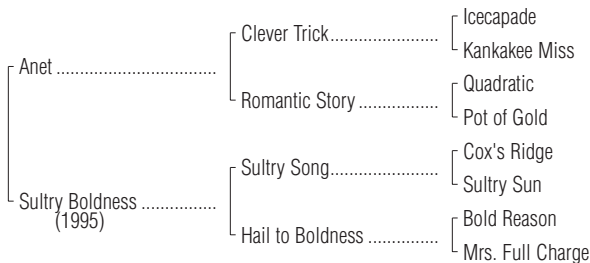 Icecapade
Clever Trick.......................
Kankakee Miss
Anet ..................................
Quadratic
Romantic Story .................
Pot of Gold
Cox's Ridge
Sultry Song.......................
Sultry Sun
Sultry Boldness ................
(1995)
Bold Reason
Hail to Boldness ...............
Mrs. Full Charge